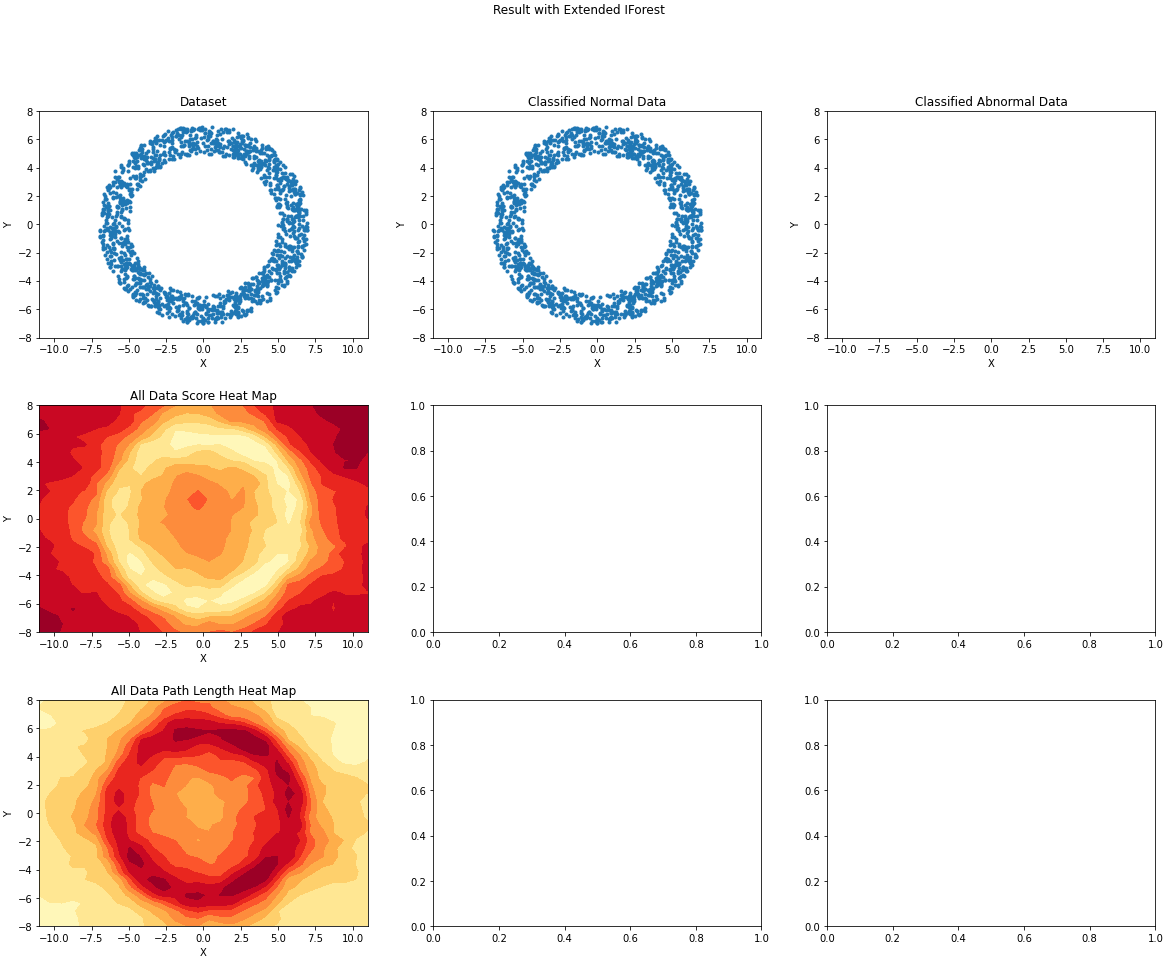 Result with Extended IForest
Dataset
Classified Normal Data
Classified Abnormal Data
8
6
4
2
0
−2
−4
−6
−8
Y
−10.0 −7.5 −5.0 −2.5 0.0 2.5 5.0 7.5 10.0
X
8
6
4
2
0
−2
−4
−6
−8
Y
−10.0 −7.5 −5.0 −2.5 0.0 2.5 5.0 7.5 10.0
X
8
6
4
2
0
−2
−4
−6
−8
Y
−10.0 −7.5 −5.0 −2.5 0.0 2.5 5.0 7.5 10.0
X
All Data Score Heat Map
8
6
4
2
0
−2
−4
−6
−8
Y
−10.0 −7.5 −5.0 −2.5 0.0 2.5 5.0 7.5 10.0
X
1.0
0.8
0.6
0.4
0.2
0.0
0.0 0.2 0.4 0.6 0.8 1.0
1.0
0.8
0.6
0.4
0.2
0.0
0.0 0.2 0.4 0.6 0.8 1.0
All Data Path Length Heat Map
8
6
4
2
0
−2
−4
−6
−8
Y
−10.0 −7.5 −5.0 −2.5 0.0 2.5 5.0 7.5 10.0
X
1.0
0.8
0.6
0.4
0.2
0.0
0.0 0.2 0.4 0.6 0.8 1.0
1.0
0.8
0.6
0.4
0.2
0.0
0.0 0.2 0.4 0.6 0.8 1.0